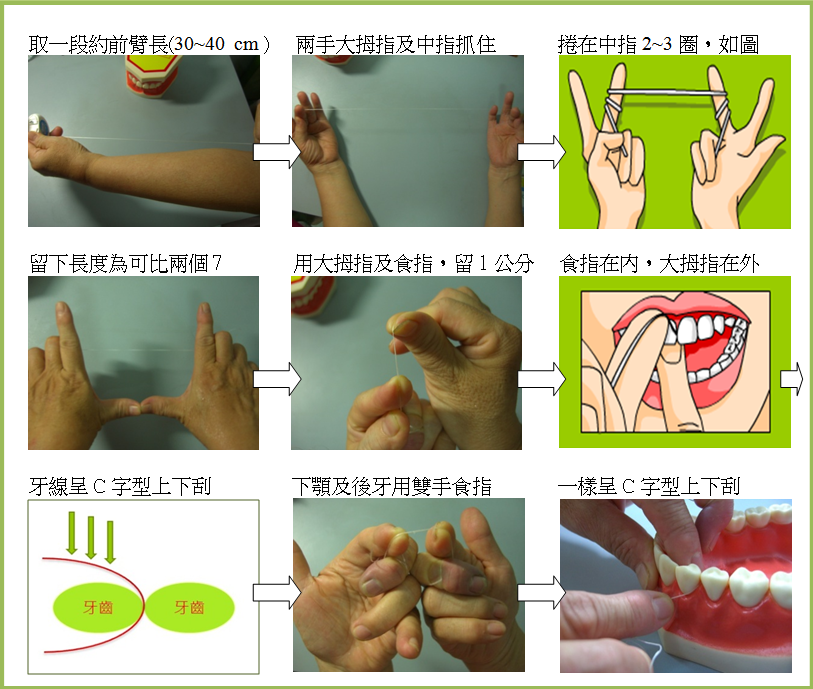 取一段約前臂長(30~40 cm)
兩手大拇指及中指抓住
捲在中指2~3圈，如圖
留下長度為可比兩個7
用大拇指及食指，留1公分
食指在內，大拇指在外
牙線呈C字型上下刮
下顎及後牙用雙手食指
一樣呈C字型上下刮
牙齒
牙齒